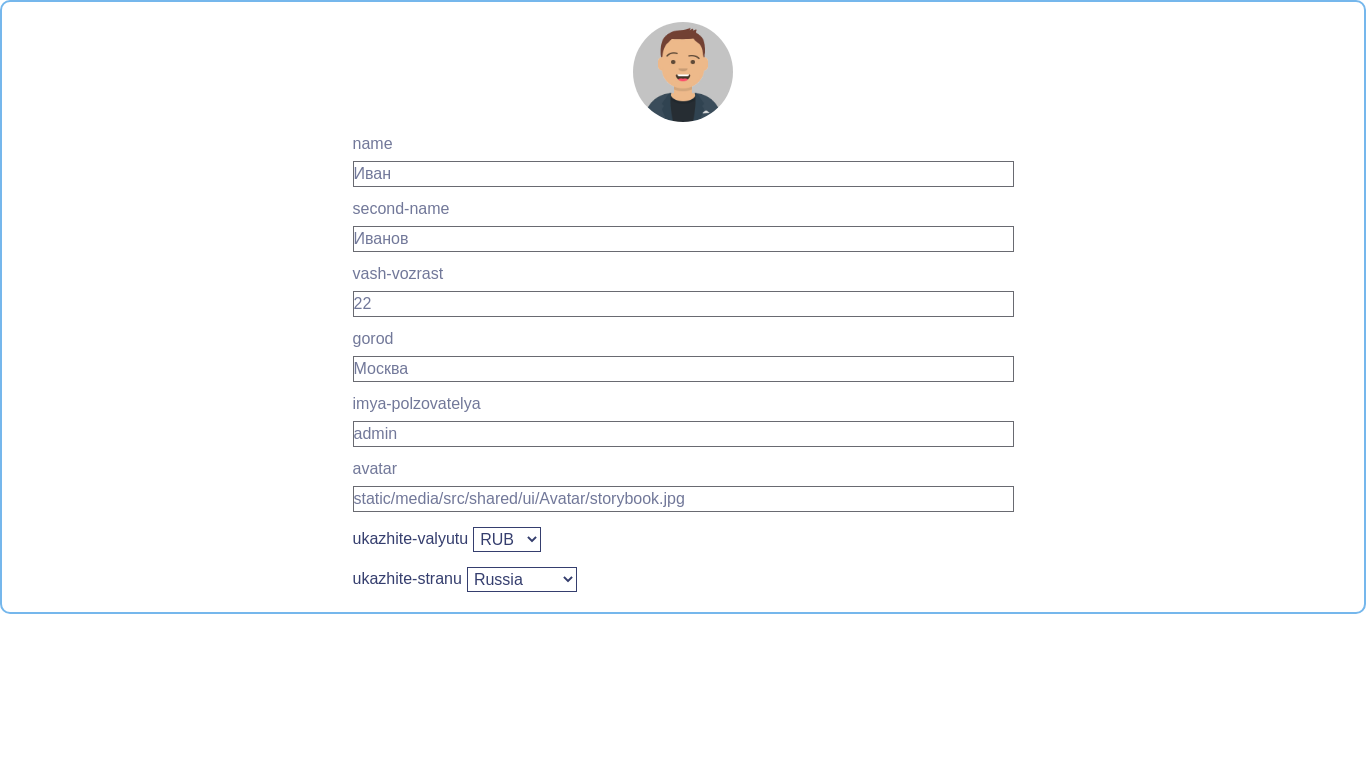 name
Иван
second-name
Иванов
vash-vozrast
22
gorod
Москва
imya-polzovatelya
admin
avatar
static/media/src/shared/ui/Avatar/storybook.jpg
ukazhite-valyutu RUB
ukazhite-stranu Russia